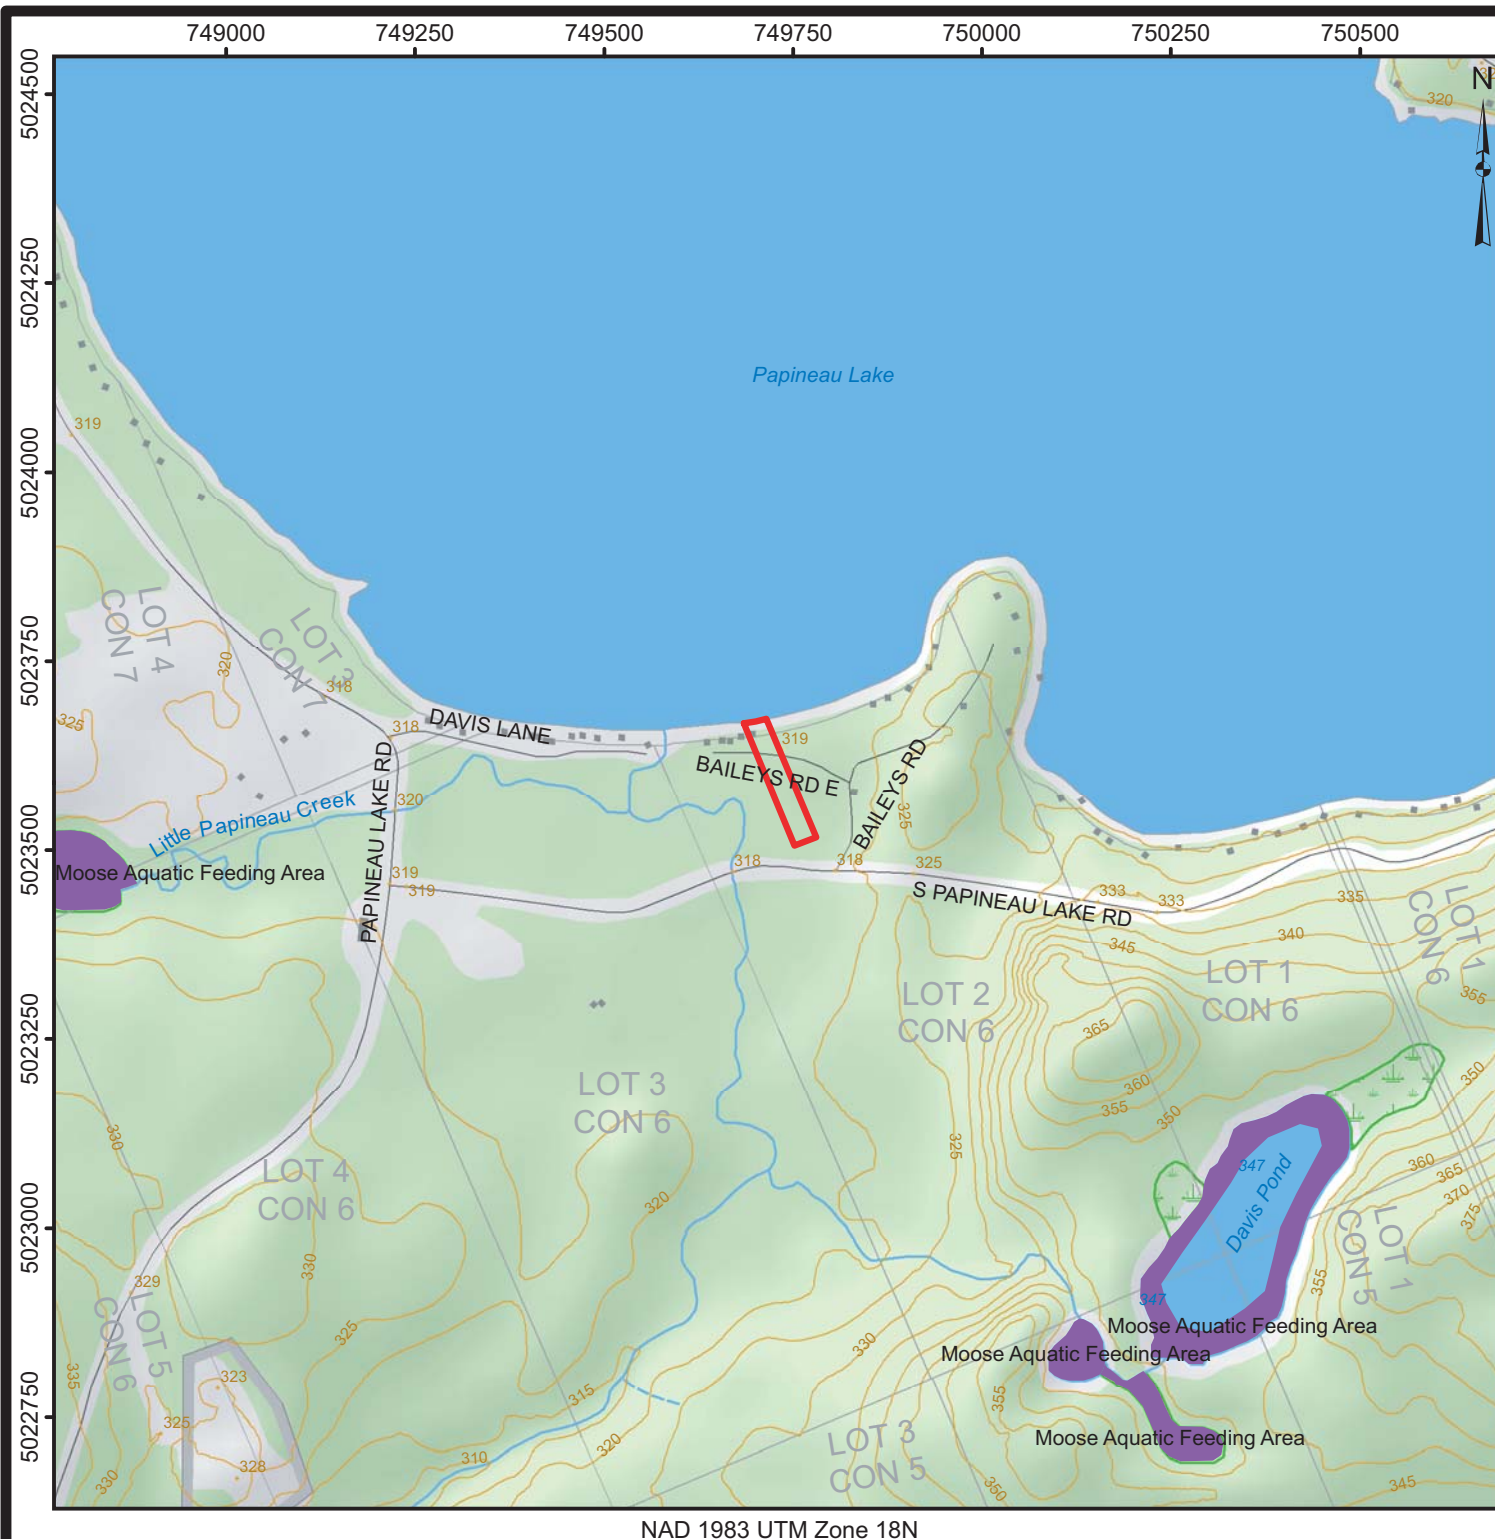 749000 749250 749500 749750 750000 750250 750500
5024500
5024250
5024000
5023750
5023500
5023250
5023000
5022750
N
320
Papineau Lake
319
LOT 4
CON 7
LOT 3
CON 7
320
318
325
318
DAVIS LANE
319
BAILEYS RD E
BAILEYS RD
325
PAPINEAU LAKE RD
320
Little Papineau Creek
Moose Aquatic Feeding Area
319
319
318
318
325
S PAPINEAU LAKE RD
333
333
335
340
345
LOT 1
CON 6
LOT 1
CON 6
355
LOT 2
CON 6
365
360
355
350
350
LOT 3
CON 6
330
325
LOT 4
CON 6
320
330
347
Davis Pond
360
365
370
375
LOT 1
CON 5
355
329
LOT 5
CON 6
347
Moose Aquatic Feeding Area
Moose Aquatic Feeding Area
325
330
335
323
315
355
325
LOT 3
CON 5
Moose Aquatic Feeding Area
320
310
328
330
350
345
NAD 1983 UTM Zone 18N